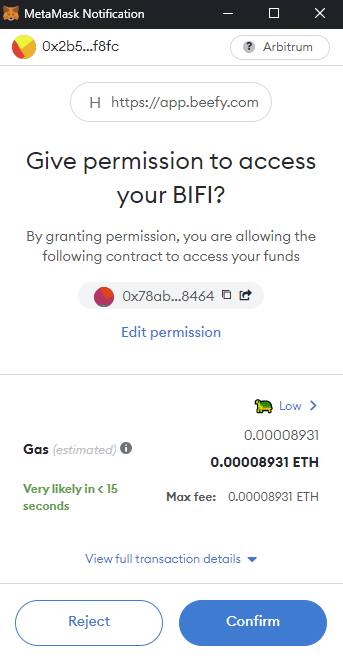 MetaMask Notification
0x2b5...f8fc
? Arbitrum
H https://app.beefy.com
Give permission to access
your BIFI?
By granting permission, you are allowing the
following contract to access your funds
0x78ab...8464
Edit permission
Low
0.00008931
Gas (estimated)
0.00008931 ETH
Very likely in < 15
seconds
Max fee: 0.00008931 ETH
View full transaction details
Reject
Confirm